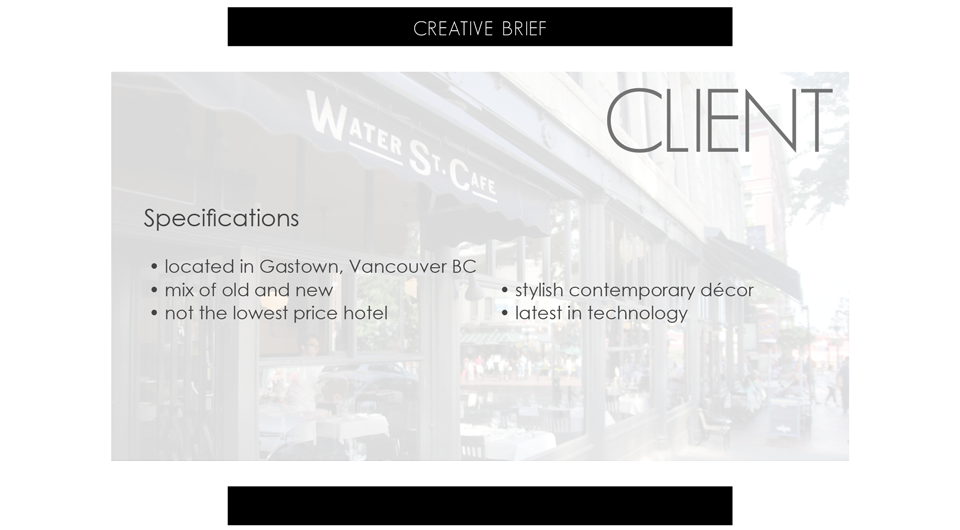 CREATIVE BRIEF
CLIENT
WATER ST. CAFE
Specifications
• located in Gastown, Vancouver BC
• mix of old and new
• not the lowest price hotel
• stylish contemporary décor
• latest in technology